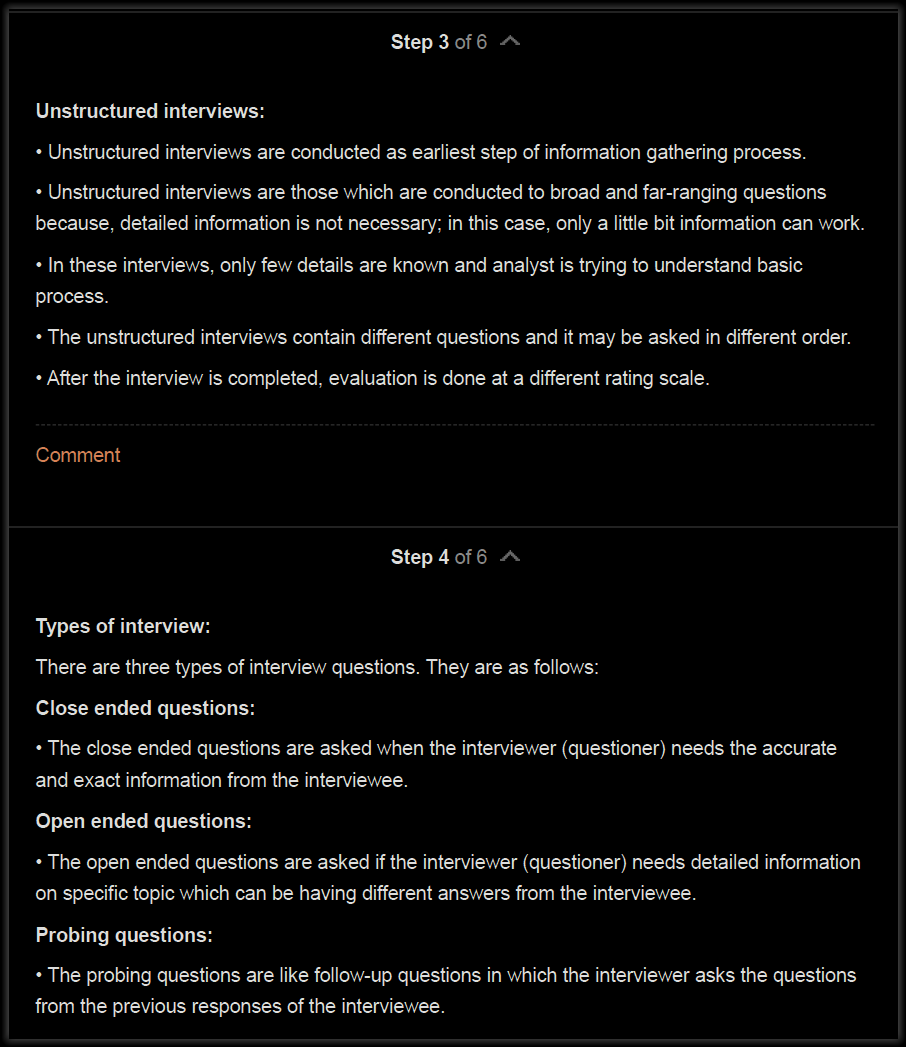 Step 3 of 6
Unstructured interviews:
• Unstructured interviews are conducted as earliest step of information gathering process.
• Unstructured interviews are those which are conducted to broad and far-ranging questions
because, detailed information is not necessary; in this case, only a little bit information can work.
• In these interviews, only few details are known and analyst is trying to understand basic
process.
• The unstructured interviews contain different questions and it may be asked in different order.
• After the interview is completed, evaluation is done at a different rating scale.
Comment
Step 4 of 6
Types of interview:
There are three types of interview questions. They are as follows:
Close ended questions:
• The close ended questions are asked when the interviewer (questioner) needs the accurate
and exact information from the interviewee.
Open ended questions:
• The open ended questions are asked if the interviewer (questioner) needs detailed information
on specific topic which can be having different answers from the interviewee.
Probing questions:
• The probing questions are like follow-up questions in which the interviewer asks the questions
from the previous responses of the interviewee.